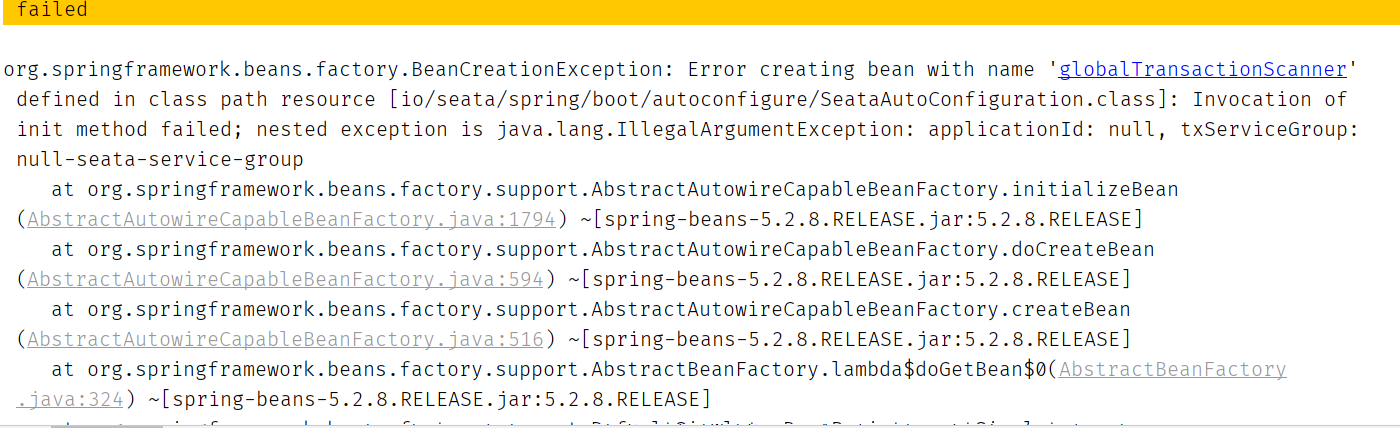 failed
org.springframework.beans.factory.BeanCreationException: Error creating bean with name 'globalTransactionScanner'
defined in class path resource [io/seata/spring/boot/autoconfigure/SeataAutoConfiguration.class]: Invocation of
init method failed; nested exception is java.lang.IllegalArgumentException: applicationId: null, txServiceGroup:
null-seata-service-group
at org.springframework.beans.factory.support.AbstractAutowireCapableBeanFactory.initializeBean
(AbstractAutowireCapableBeanFactory.java:1794) ~[spring-beans-5.2.8.RELEASE.jar:5.2.8.RELEASE]
at org.springframework.beans.factory.support.AbstractAutowireCapableBeanFactory.doCreateBean
(AbstractAutowireCapableBeanFactory.java:594) ~[spring-beans-5.2.8.RELEASE.jar:5.2.8.RELEASE]
at org.springframework.beans.factory.support.AbstractAutowireCapableBeanFactory.createBean
(AbstractAutowireCapableBeanFactory.java:516) ~[spring-beans-5.2.8.RELEASE.jar:5.2.8.RELEASE]
at org.springframework.beans.factory.support.AbstractBeanFactory.lambda$doGetBean$0(AbstractBeanFactory
.java:324) ~[spring-beans-5.2.8.RELEASE.jar:5.2.8.RELEASE]